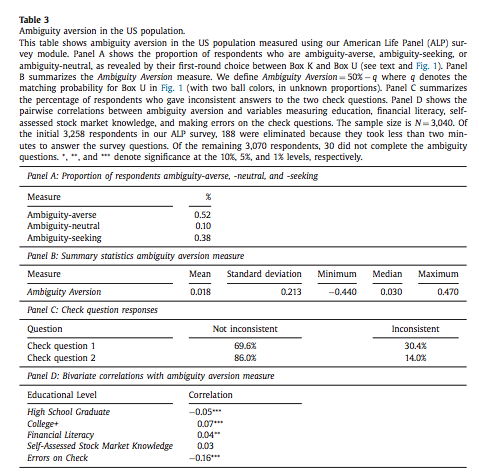 Table 3
Ambiguity aversion in the US population.
This table shows ambiguity aversion in the US population measured using our American Life Panel (ALP) sur-
vey module. Panel A shows the proportion of respondents who are ambiguity-averse, ambiguity-seeking, or
ambiguity-neutral, as revealed by their first-round choice between Box K and Box U (see text and Fig. 1). Panel
B summarizes the Ambiguity Aversion measure. We define Ambiguity Aversion = 50% – q where q denotes the
matching probability for Box U in Fig. 1 (with two ball colors, in unknown proportions). Panel C summarizes
the percentage of respondents who gave inconsistent answers to the two check questions. Panel D shows the
pairwise correlations between ambiguity aversion and variables measuring education, financial literacy, self-
assessed stock market knowledge, and making errors on the check questions. The sample size is N = 3,040. Of
the initial 3,258 respondents in our ALP survey, 188 were eliminated because they took less than two min-
utes to answer the survey questions. Of the remaining 3,070 respondents, 30 did not complete the ambiguity
questions. *, **, and *** denote significance at the 10%, 5%, and 1% levels, respectively.
Panel A: Proportion of respondents ambiguity-averse, -neutral, and -seeking
Measure %
Ambiguity-averse 0.52
Ambiguity-neutral 0.10
Ambiguity-seeking 0.38
Panel B: Summary statistics ambiguity aversion measure
Measure Mean Standard deviation Minimum Median Maximum
Ambiguity Aversion 0.018 0.213 −0.440 0.030 0.470
Panel C: Check question responses
Question Not inconsistent Inconsistent
Check question 1 69.6% 30.4%
Check question 2 86.0% 14.0%
Panel D: Bivariate correlations with ambiguity aversion measure
Educational Level Correlation
High School Graduate −0.05***
College+ 0.07***
Financial Literacy 0.04**
Self-Assessed Stock Market Knowledge 0.03
Errors on Check −0.16***